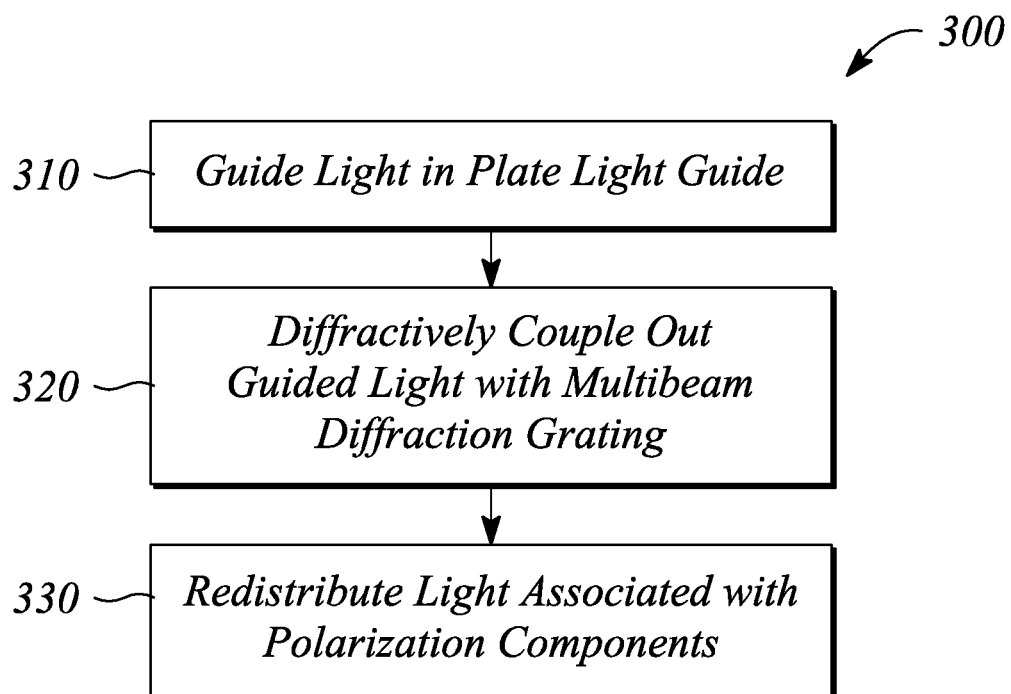 300
310
Guide Light in Plate Light Guide
320
Diffractively Couple Out
Guided Light with Multibeam
Diffraction Grating
330
Redistribute Light Associated with
Polarization Components